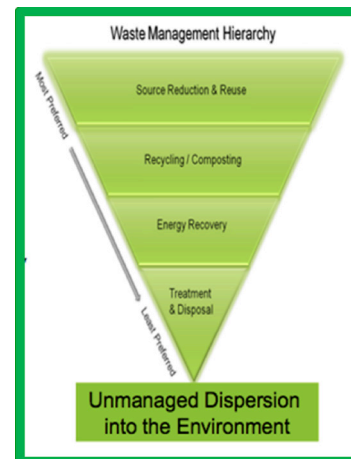 Waste Management Hierarchy
Most Preferred
Source Reduction & Reuse
Recycling / Composting
Energy Recovery
Treatment
& Disposal
Least Preferred
Unmanaged Dispersion
into the Environment